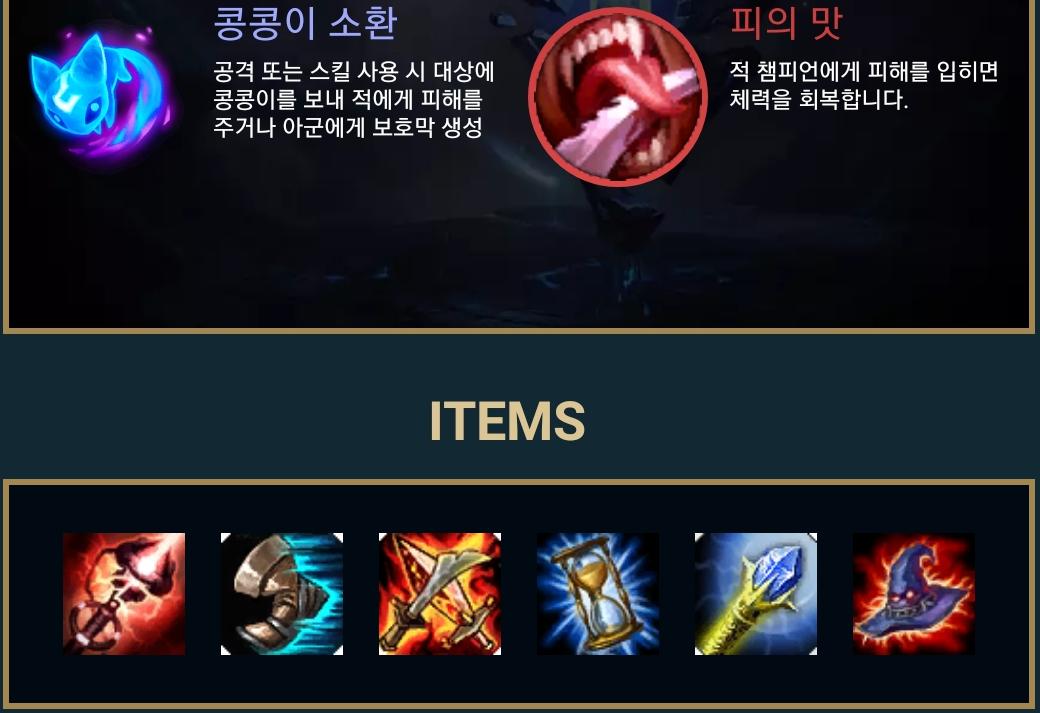 콩콩이 소환
공격 또는 스킬 사용 시 대상에
콩콩이를 보내 적에게 피해를
주거나 아군에게 보호막 생성
피의 맛
적 챔피언에게 피해를 입히면
체력을 회복합니다.
ITEMS